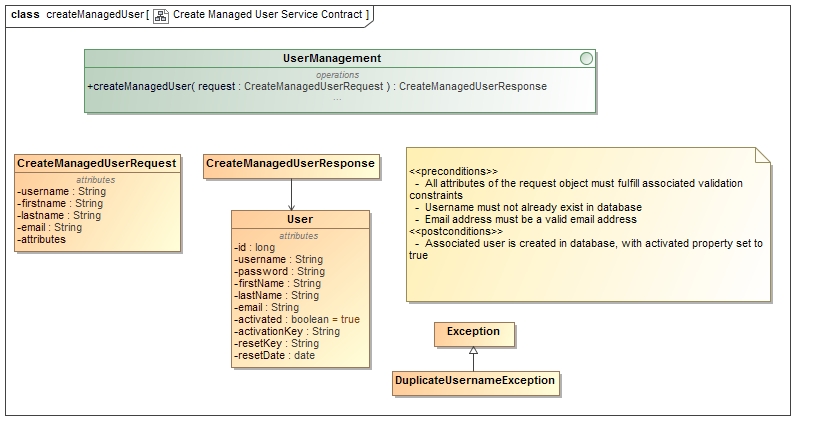 class createManagedUser [ Create Managed User Service Contract ]
UserManagement
operations
+createManagedUser( request : CreateManagedUserRequest ) : CreateManagedUserResponse
...
CreateManagedUserRequest
attributes
-username : String
-firstname : String
-lastname : String
-email : String
-attributes
CreateManagedUserResponse
User
attributes
-id : long
-username : String
-password : String
-firstName : String
-lastName : String
-email : String
-activated : boolean = true
-activationKey : String
-resetKey : String
-resetDate : date
<<preconditions>>
- All attributes of the request object must fulfill associated validation
constraints
- Username must not already exist in database
- Email address must be a valid email address
<<postconditions>>
- Associated user is created in database, with activated property set to
true
Exception
DuplicateUsernameException